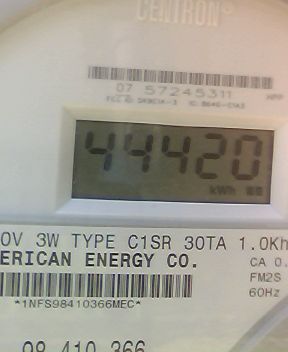 CENTRON®
07 57245311
44420
kWh
0V 3W TYPE C1SR 30TA 1.0Kh
ERICAN ENERGY CO.
CA 0.
FM2S
60Hz
*1NFS98410366MEC*
98 410 366